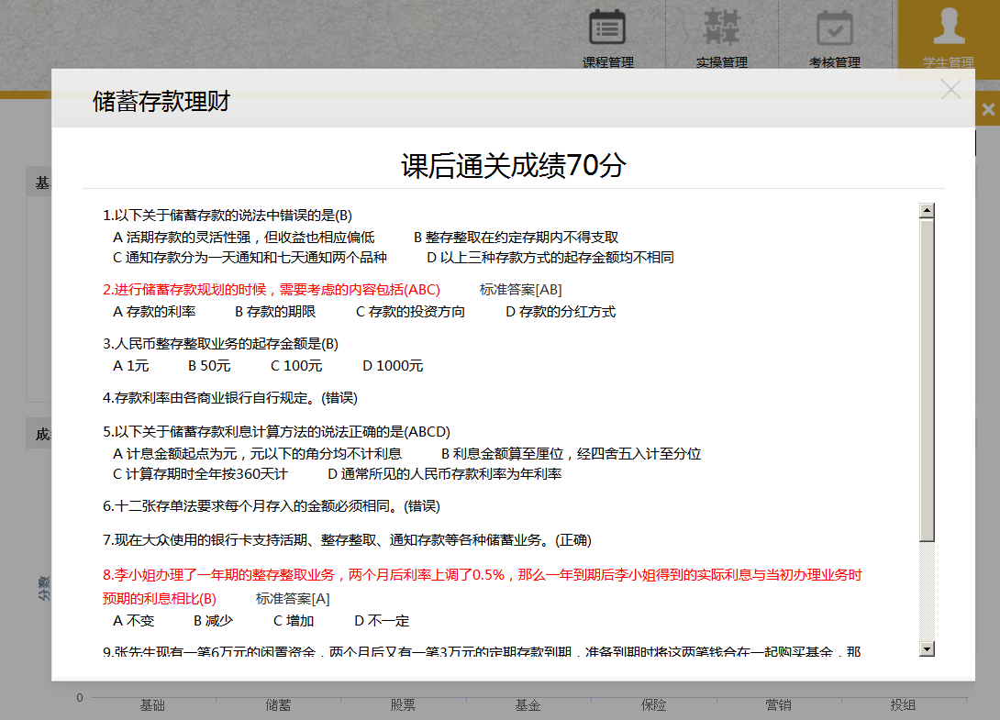 课程管理
实操管理
考核管理
学生管理
储蓄存款理财
课后通关成绩70分
基
1.以下关于储蓄存款的说法中错误的是(B)
A 活期存款的灵活性强，但收益也相应偏低 B 整存整取在约定存期内不得支取
C 通知存款分为一天通知和七天通知两个品种 D 以上三种存款方式的起存金额均不相同
2.进行储蓄存款规划的时候，需要考虑的内容包括(ABC) 标准答案[AB]
A 存款的利率 B 存款的期限 C 存款的投资方向 D 存款的分红方式
3.人民币整存整取业务的起存金额是(B)
A 1元 B 50元 C 100元 D 1000元
4.存款利率由各商业银行自行规定。(错误)
成
5.以下关于储蓄存款利息计算方法的说法正确的是(ABCD)
A 计息金额起点为元，元以下的角分均不计利息 B 利息金额算至厘位，经四舍五入计至分位
C 计算存期时全年按360天计 D 通常所见的人民币存款利率为年利率
6.十二张存单法要求每个月存入的金额必须相同。(错误)
7.现在大众使用的银行卡支持活期、整存整取、通知存款等各种储蓄业务。(正确)
分数
8.李小姐办理了一年期的整存整取业务，两个月后利率上调了0.5%，那么一年到期后李小姐得到的实际利息与当初办理业务时
预期的利息相比(B) 标准答案[A]
A 不变 B 减少 C 增加 D 不一定
9.张先生现有一笔6万元的闲置资金，两个月后又有一笔3万元的定期存款到期，准备到期时将这两笔钱合在一起购买基金，那
0
基础 储蓄 股票 基金 保险 营销 投组